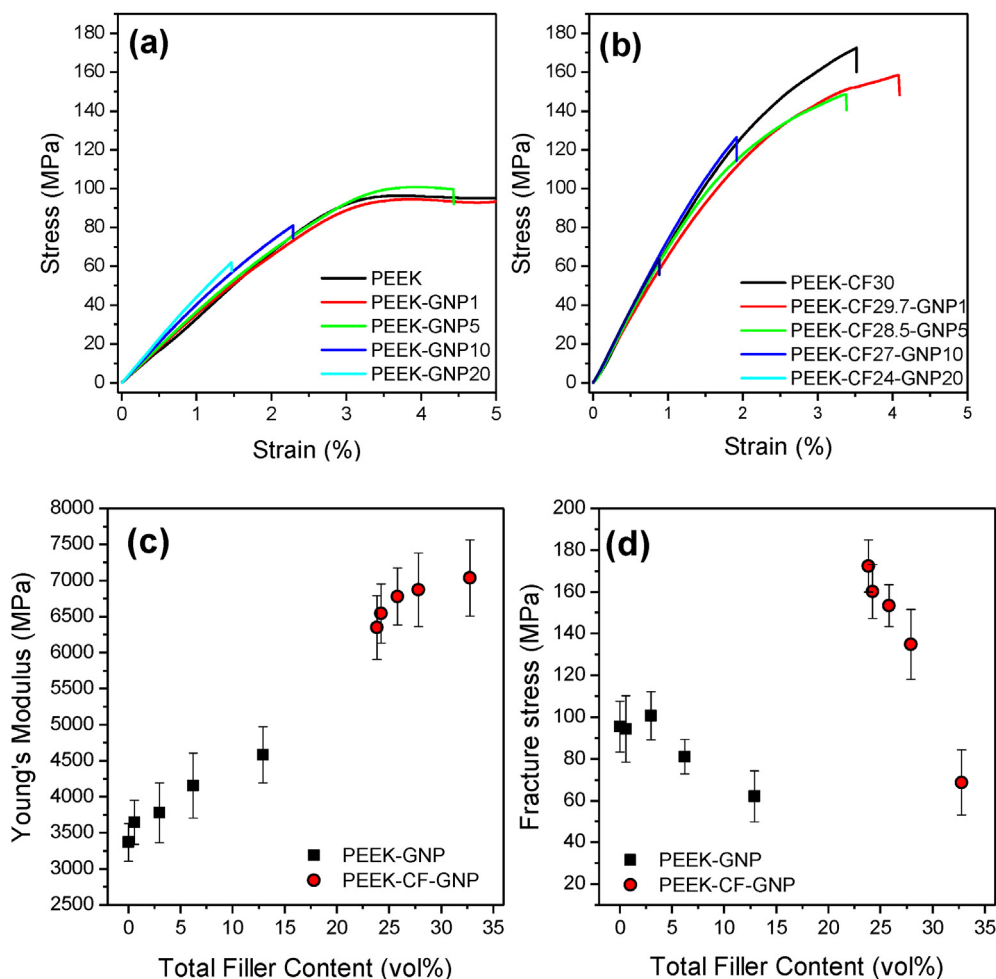 (a)
180
160
140
120
100
80
60
40
20
0
Stress (MPa)
PEEK
PEEK-GNP1
PEEK-GNP5
PEEK-GNP10
PEEK-GNP20
0 1 2 3 4 5
Strain (%)
(b)
180
160
140
120
100
80
60
40
20
0
Stress (MPa)
PEEK-CF30
PEEK-CF29.7-GNP1
PEEK-CF28.5-GNP5
PEEK-CF27-GNP10
PEEK-CF24-GNP20
0 1 2 3 4 5
Strain (%)
(c)
8000
7500
7000
6500
6000
5500
5000
4500
4000
3500
3000
2500
Young's Modulus (MPa)
PEEK-GNP
PEEK-CF-GNP
0 5 10 15 20 25 30 35
Total Filler Content (vol%)
(d)
200
180
160
140
120
100
80
60
40
20
Fracture stress (MPa)
PEEK-GNP
PEEK-CF-GNP
0 5 10 15 20 25 30 35
Total Filler Content (vol%)